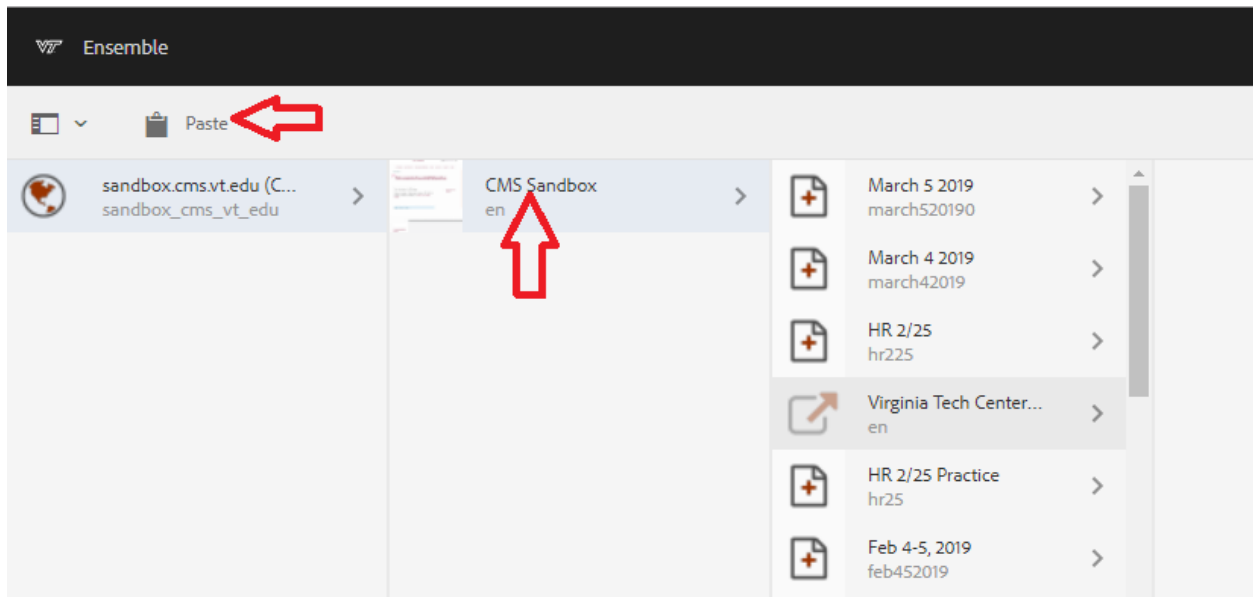 VT Ensemble
Paste
sandbox.cms.vt.edu (C...
sandbox_cms_vt_edu
CMS Sandbox
en
March 5 2019
march520190
March 4 2019
march42019
HR 2/25
hr225
Virginia Tech Center...
en
HR 2/25 Practice
hr25
Feb 4-5, 2019
feb452019